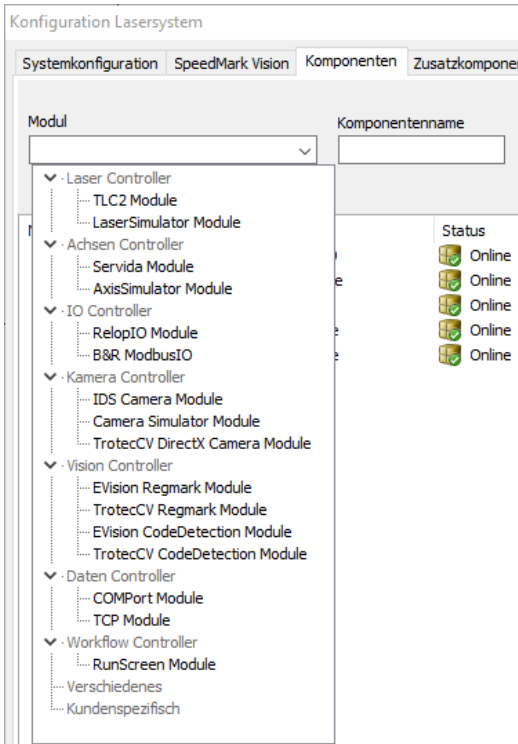 Konfiguration Lasersystem
Systemkonfiguration SpeedMark Vision Komponenten
Modul Komponentenname
Laser Controller
TLC2 Module
LaserSimulator Module
Status
Achsen Controller
Online
Servida Module
AxisSimulator Module
Online
IO Controller
Online
RelopIO Module
Online
B&R ModbusIO
Online
Kamera Controller
IDS Camera Module
Camera Simulator Module
TrotecCV DirectX Camera Module
Vision Controller
EVision Regmark Module
TrotecCV Regmark Module
EVision CodeDetection Module
TrotecCV CodeDetection Module
Daten Controller
COMPort Module
TCP Module
Workflow Controller
RunScreen Module
Verschiedenes
Kundenspezifisch